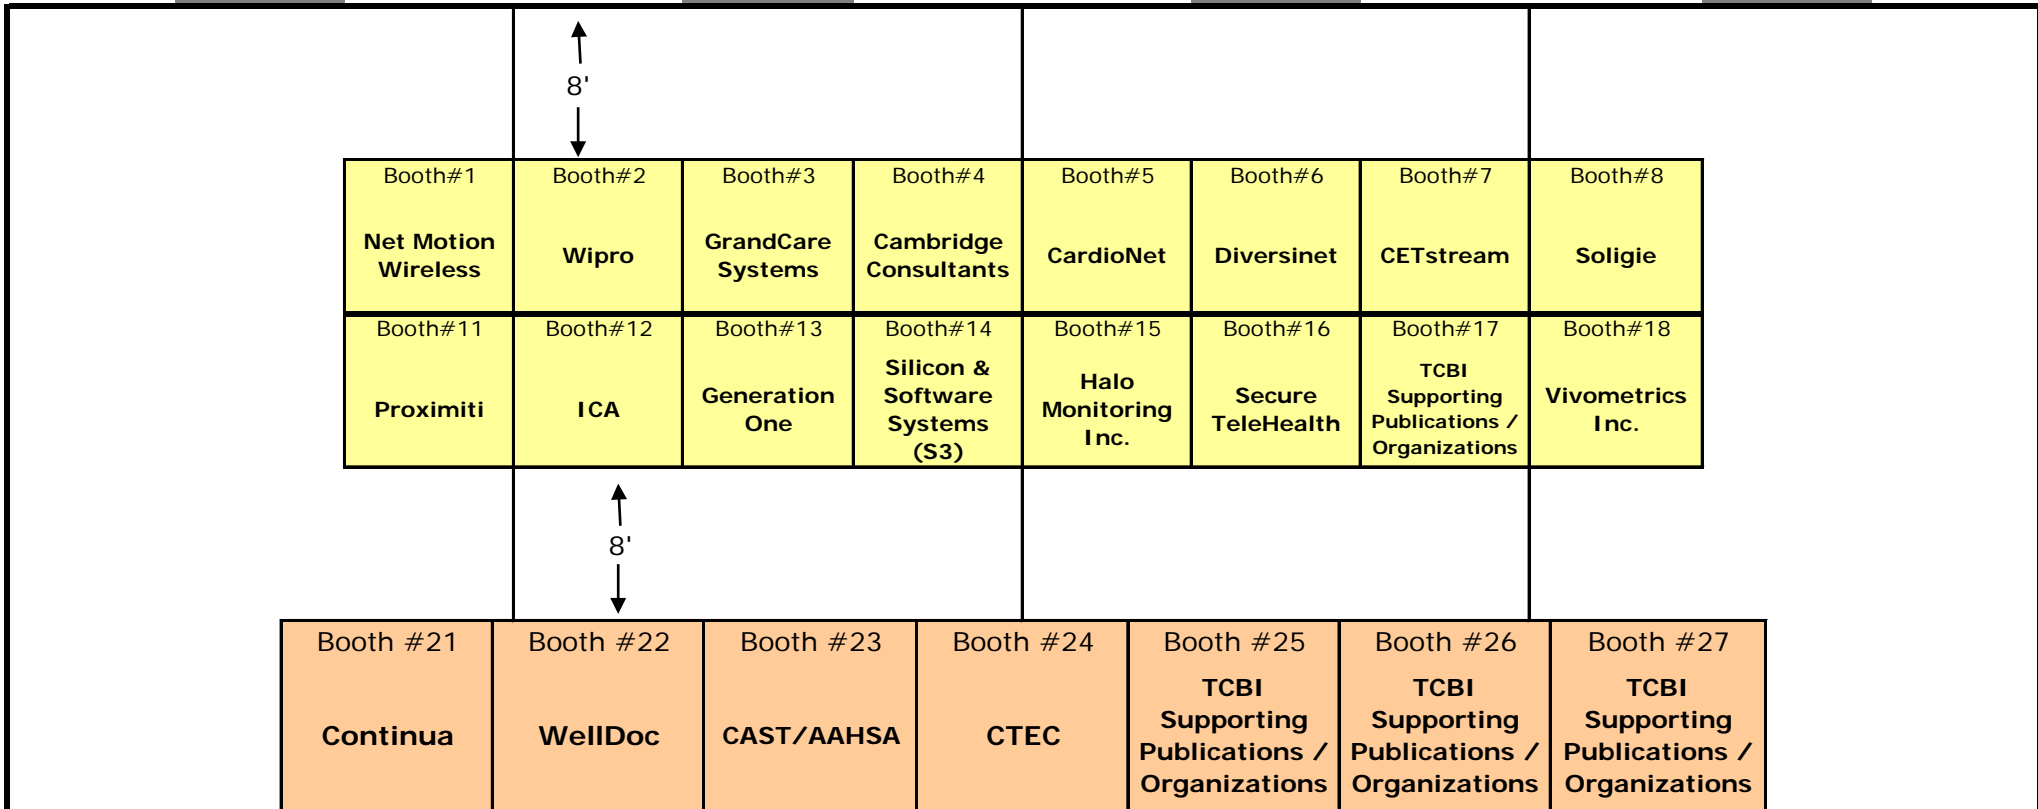 8'
Booth#1
Net Motion
Wireless
Booth#2
Wipro
Booth#3
GrandCare
Systems
Booth#4
Cambridge
Consultants
Booth#5
CardioNet
Booth#6
Diversinet
Booth#7
CETstream
Booth#8
Soligie
Booth#11
Proximiti
Booth#12
ICA
Booth#13
Generation
One
Booth#14
Silicon &
Software
Systems
(S3)
Booth#15
Halo
Monitoring
Inc.
Booth#16
Secure
TeleHealth
Booth#17
TCBI
Supporting
Publications /
Organizations
Booth#18
Vivometrics
Inc.
8'
Booth #21
Continua
Booth #22
WellDoc
Booth #23
CAST/AAHSA
Booth #24
CTEC
Booth #25
TCBI
Supporting
Publications /
Organizations
Booth #26
TCBI
Supporting
Publications /
Organizations
Booth #27
TCBI
Supporting
Publications /
Organizations